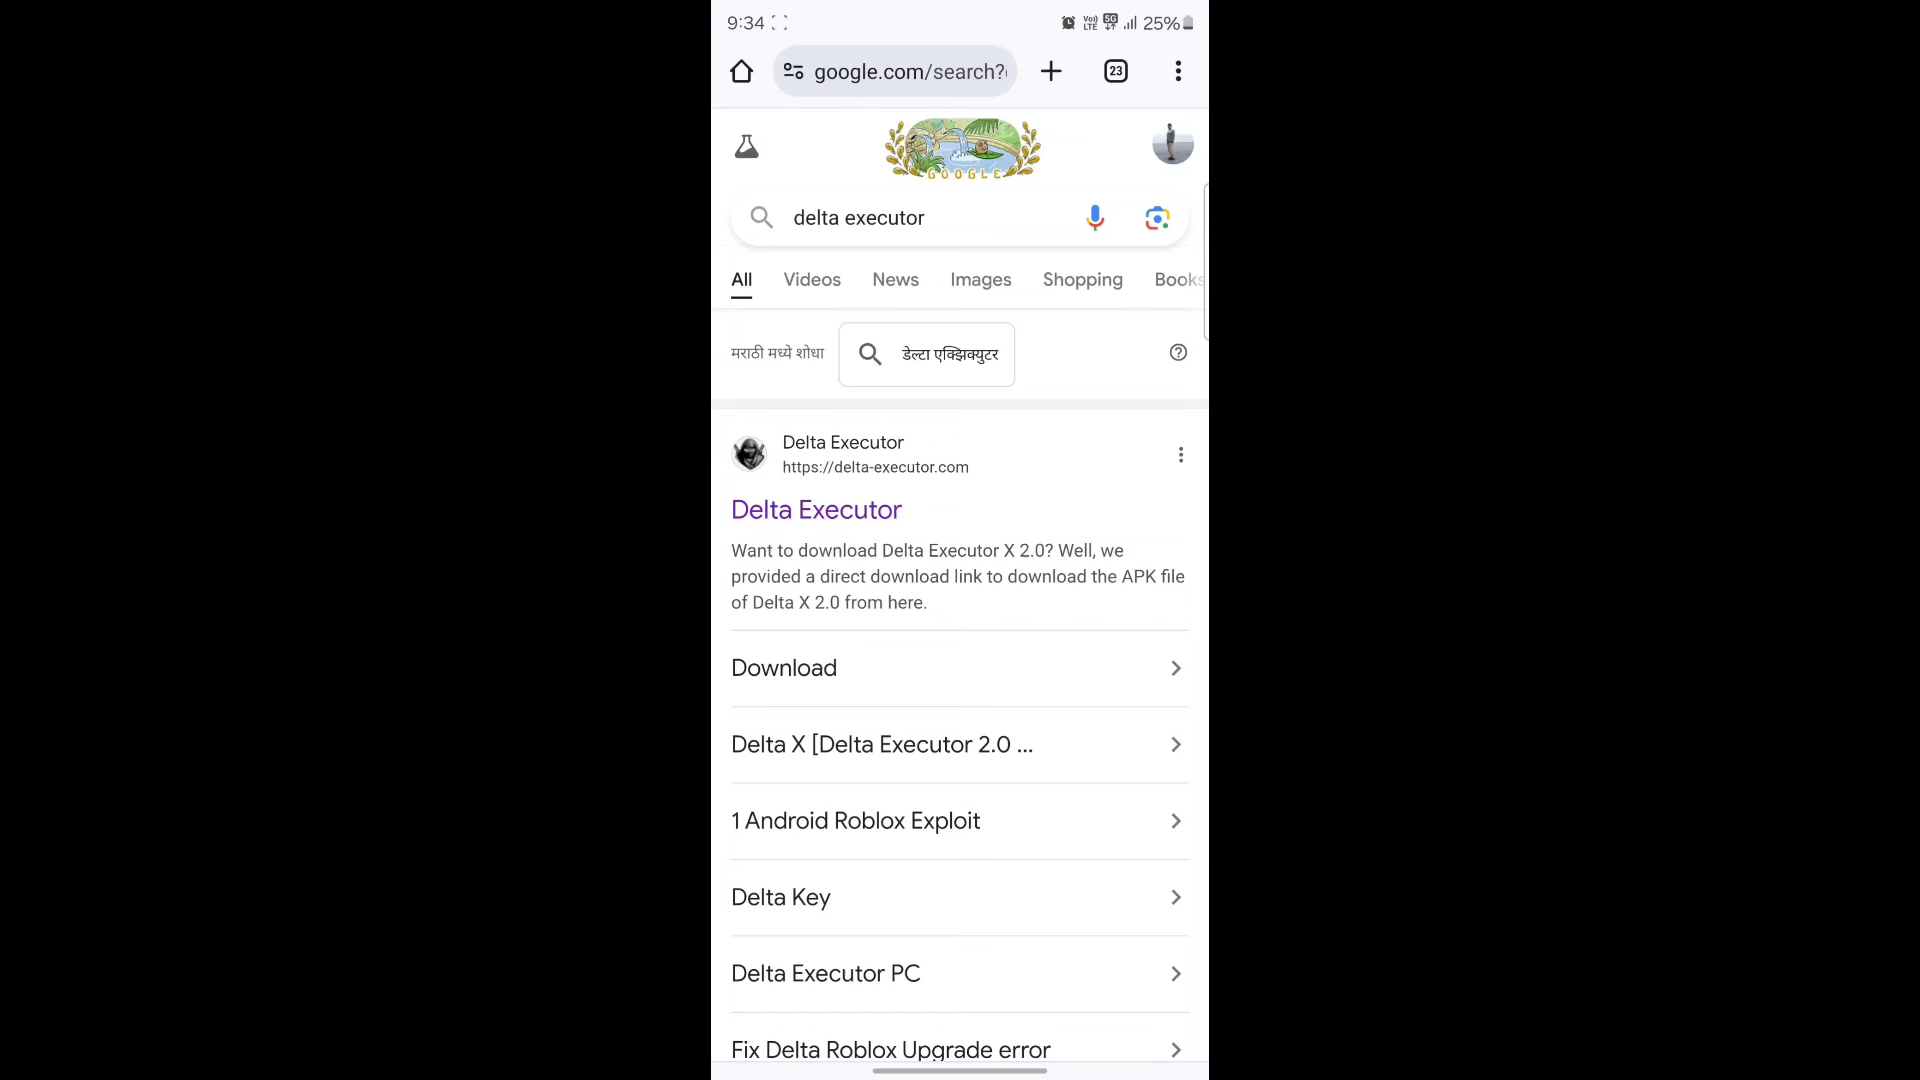 9:34 Vo) LTE 5G 25%
google.com/search? 23
GOOGLE
delta executor
All Videos News Images Shopping Books
मराठी मध्ये शोधा डेल्टा एक्झिक्युटर
Delta Executor
https://delta-executor.com
Delta Executor
Want to download Delta Executor X 2.0? Well, we
provided a direct download link to download the APK file
of Delta X 2.0 from here.
Download
Delta X [Delta Executor 2.0 ...
1 Android Roblox Exploit
Delta Key
Delta Executor PC
Fix Delta Roblox Upgrade error